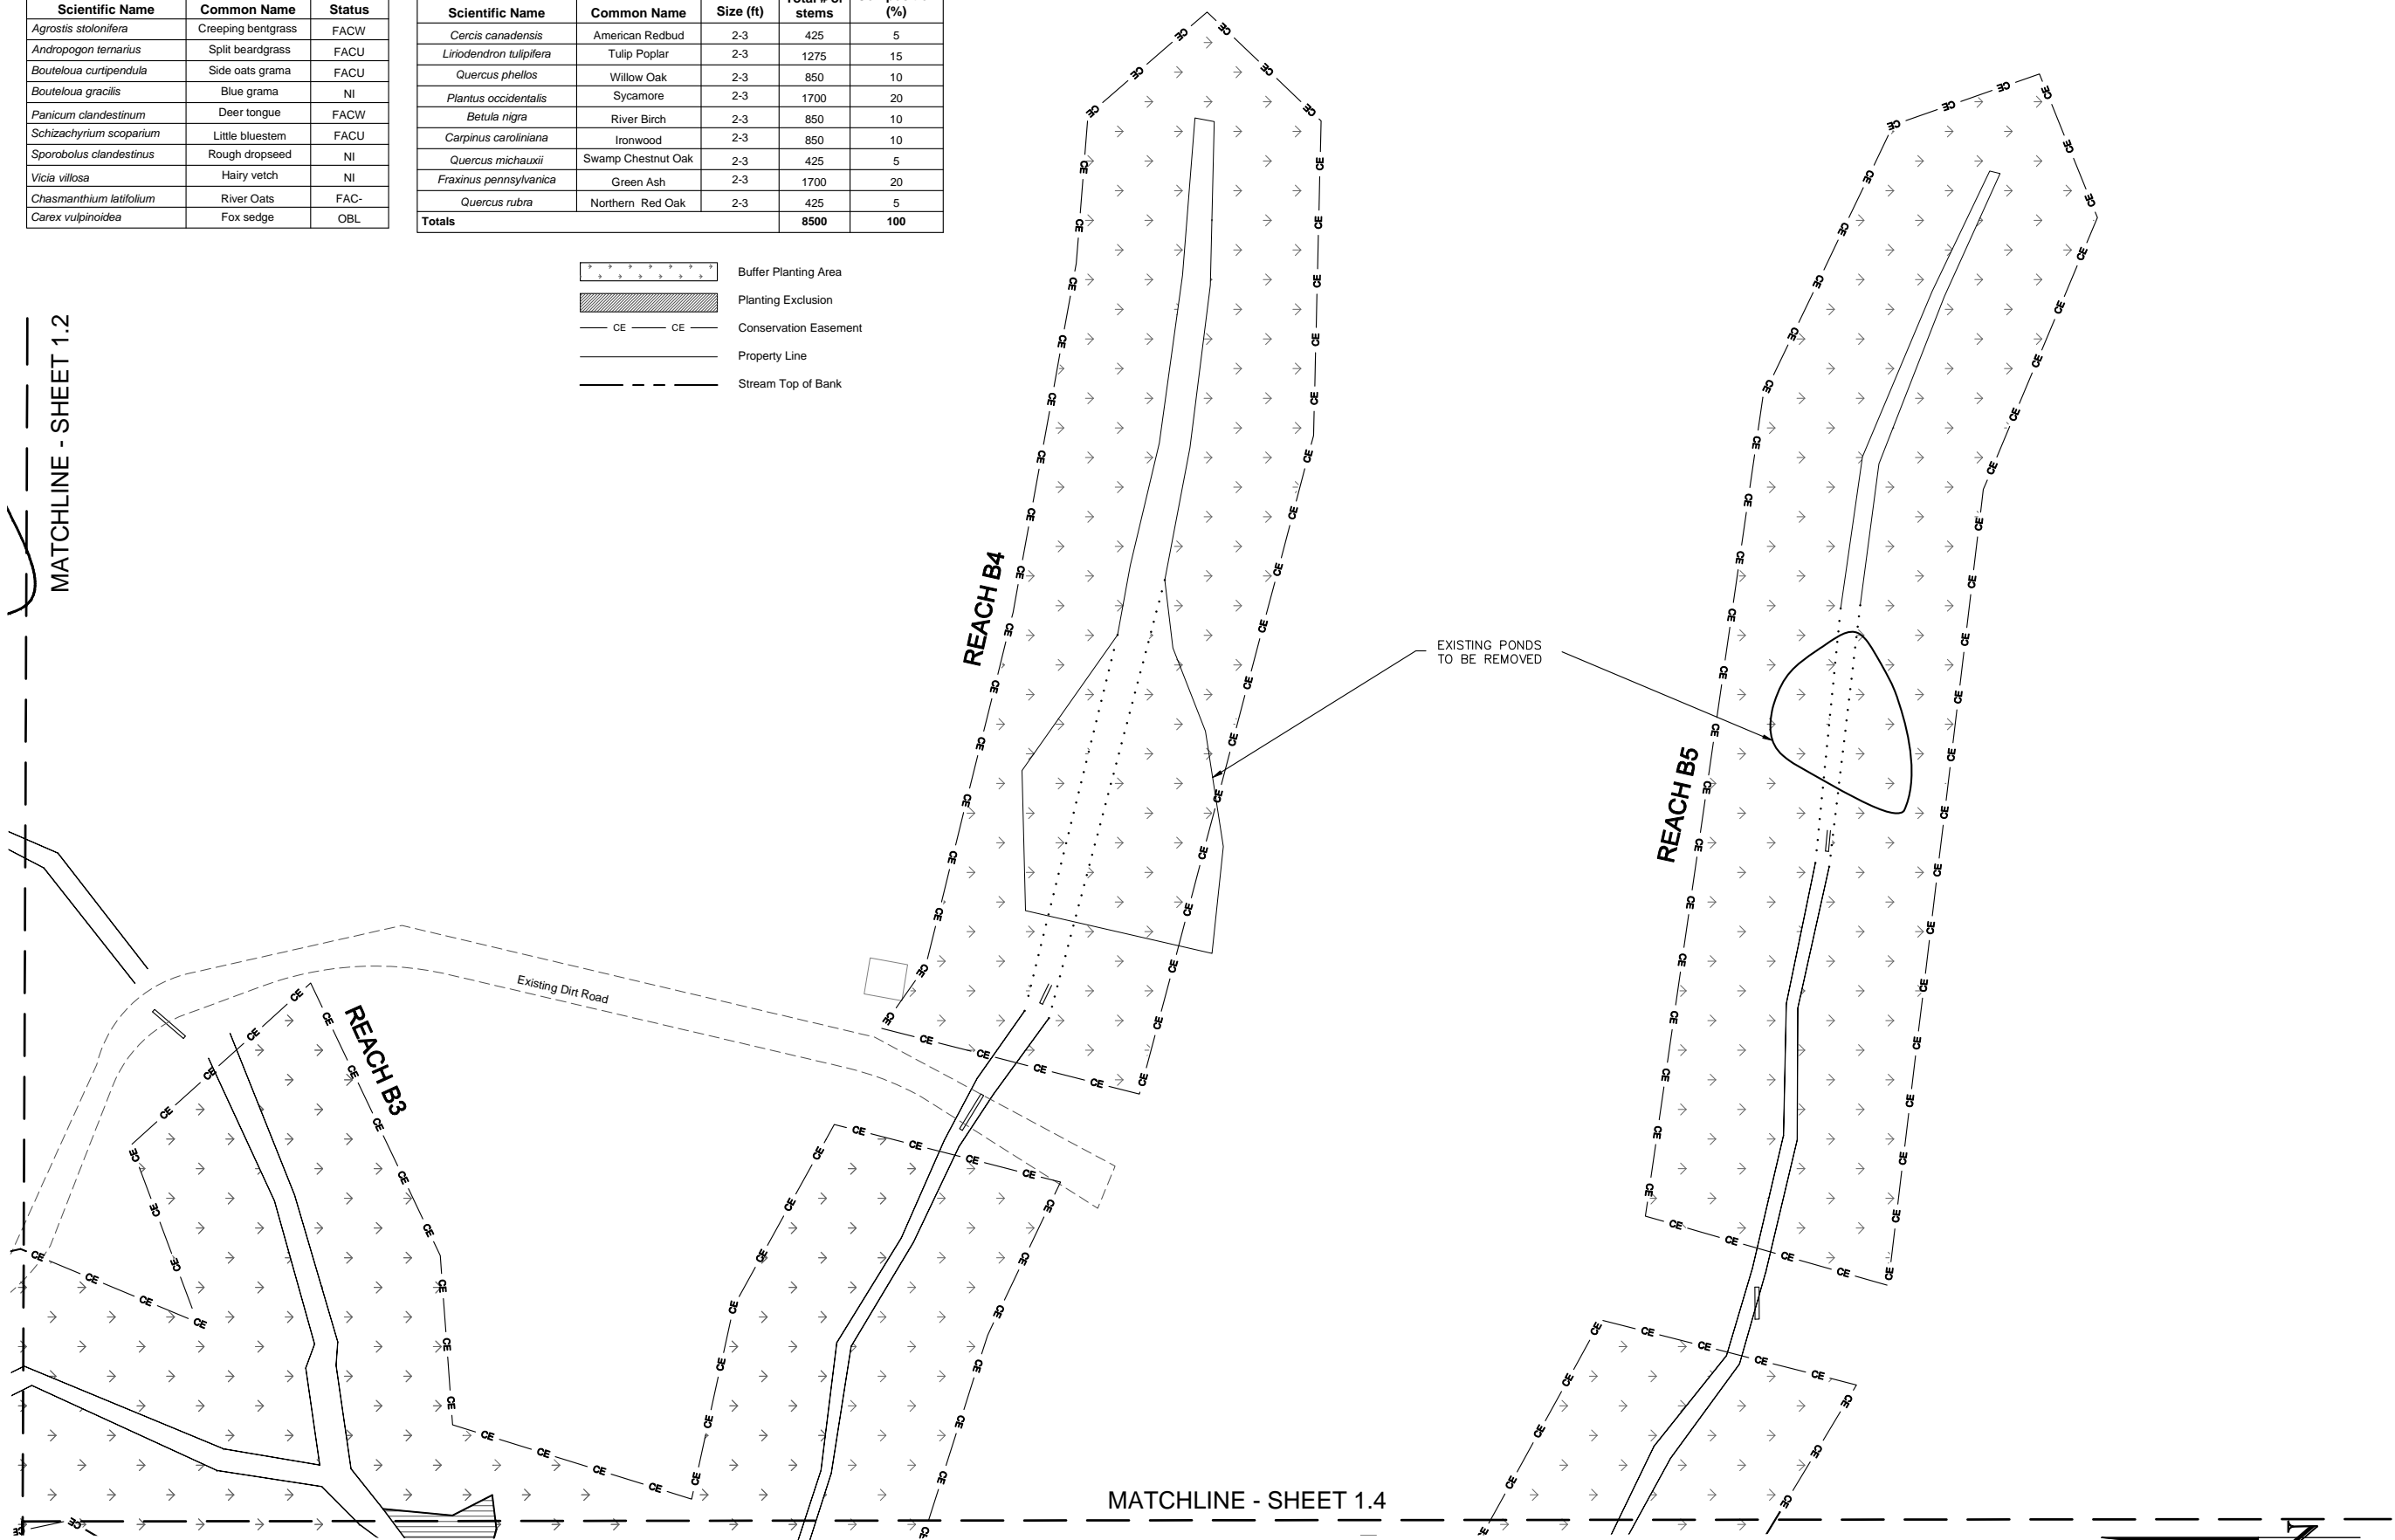 Scientific Name Common Name Status
Agrostis stolonifera Creeping bentgrass FACW
Andropogon ternarius Split beardgrass FACU
Bouteloua curtipendula Side oats grama FACU
Bouteloua gracilis Blue grama NI
Panicum clandestinum Deer tongue FACW
Schizachyrium scoparium Little bluestem FACU
Sporobolus clandestinus Rough dropseed NI
Vicia villosa Hairy vetch NI
Chasmanthium latifolium River Oats FAC-
Carex vulpinoidea Fox sedge OBL
Scientific Name Common Name Size (ft) stems (%)
Cercis canadensis American Redbud 2-3 425 5
Liriodendron tulipifera Tulip Poplar 2-3 1275 15
Quercus phellos Willow Oak 2-3 850 10
Plantus occidentalis Sycamore 2-3 1700 20
Betula nigra River Birch 2-3 850 10
Carpinus caroliniana Ironwood 2-3 850 10
Quercus michauxii Swamp Chestnut Oak 2-3 425 5
Fraxinus pennsylvanica Green Ash 2-3 1700 20
Quercus rubra Northern Red Oak 2-3 425 5
Totals 8500 100
Buffer Planting Area
Planting Exclusion
CE CE Conservation Easement
Property Line
Stream Top of Bank
MATCHLINE - SHEET 1.2
REACH B4
EXISTING PONDS
TO BE REMOVED
REACH B5
Existing Dirt Road
REACH B3
MATCHLINE - SHEET 1.4